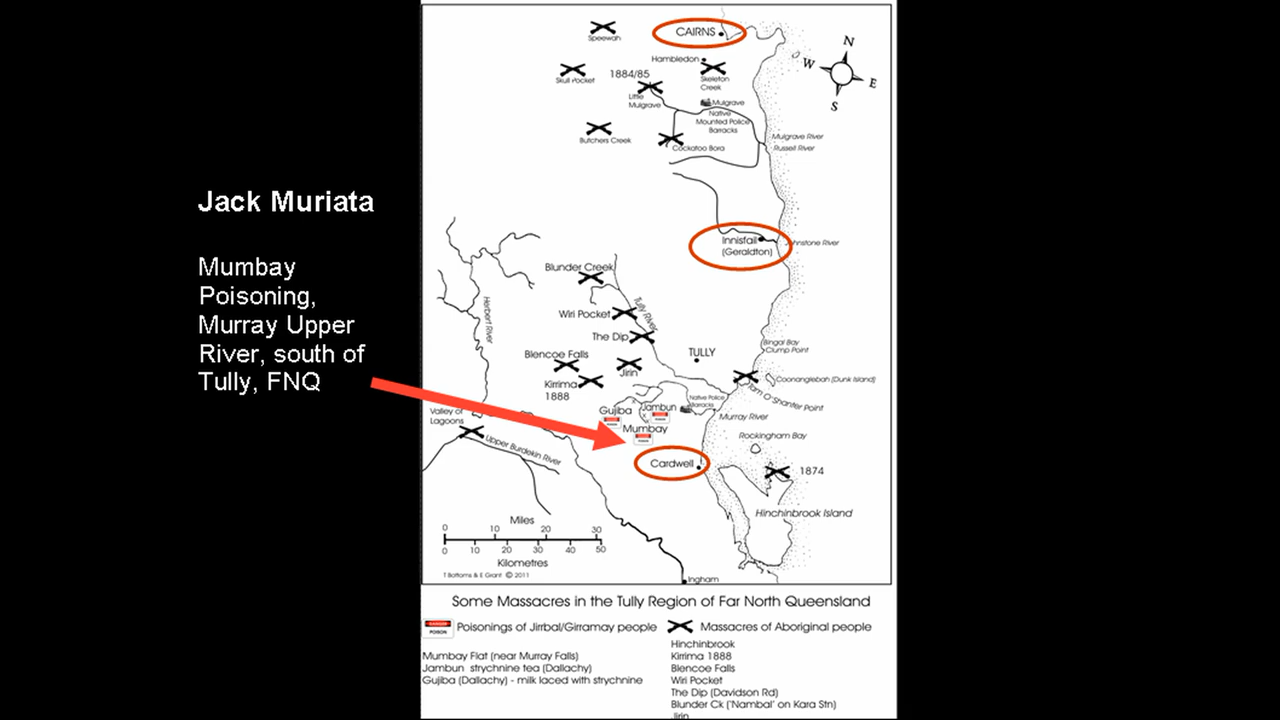 Jack Muriata
Mumbay
Poisoning,
Murray Upper
River, south of
Tully, FNQ
CAIRNS
Speewah
Hambledon
Skull Pocket
1884/85
Skeleton
Creek
Little
Mulgrave
Mulgrave
Native
Mounted Police
Barracks
Butchers Creek
Cockatoo Bora
Mulgrave River
Russell River
N
W
E
S
Innisfail
(Geraldton)
Johnstone River
Blunder Creek
Herbert River
Wiri Pocket
Tully River
The Dip
Bingal Bay
Clump Point
TULLY
Blencoe Falls
Jirin
Kirrima
1888
Coonanglebah (Dunk Island)
Tam O'Shanter Point
Native Police
Barracks
Gujiba
Jambun
Murray River
Valley of
Lagoons
Mumbay
Rockingham Bay
Upper Burdekin River
Cardwell
1874
Hinchinbrook Island
Miles
0 10 20 30
0 10 20 30 40 50
Kilometres
T Bottoms & E Grant © 2011
Ingham
Some Massacres in the Tully Region of Far North Queensland
POISON
Poisonings of Jirrbal/Girramay people
Massacres of Aboriginal people
Mumbay Flat (near Murray Falls)
Jambun strychnine tea (Dallachy)
Gujiba (Dallachy) - milk laced with strychnine
Hinchinbrook
Kirrima 1888
Blencoe Falls
Wiri Pocket
The Dip (Davidson Rd)
Blunder Ck ('Nambal' on Kara Stn)
Jirin